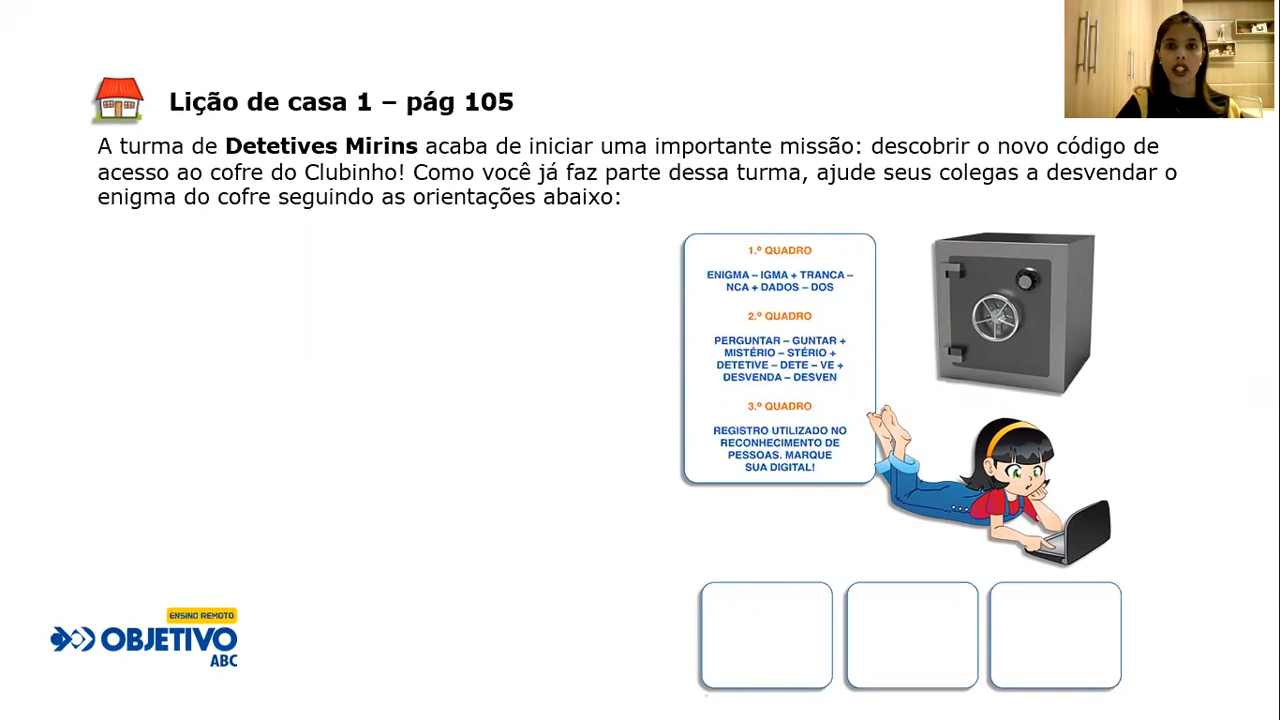 Lição de casa 1 – pág 105
A turma de Detetives Mirins acaba de iniciar uma importante missão: descobrir o novo código de
acesso ao cofre do Clubinho! Como você já faz parte dessa turma, ajude seus colegas a desvendar o
enigma do cofre seguindo as orientações abaixo:
1.º QUADRO
ENIGMA – IGMA + TRANCA –
NCA + DADOS – DOS
2.º QUADRO
PERGUNTAR – GUNTAR +
MISTÉRIO – STÉRIO +
DETETIVE – DETE – VE +
DESVENDA – DESVEN
3.º QUADRO
REGISTRO UTILIZADO NO
RECONHECIMENTO DE
PESSOAS. MARQUE
SUA DIGITAL!
ENSINO REMOTO
OBJETIVO
ABC